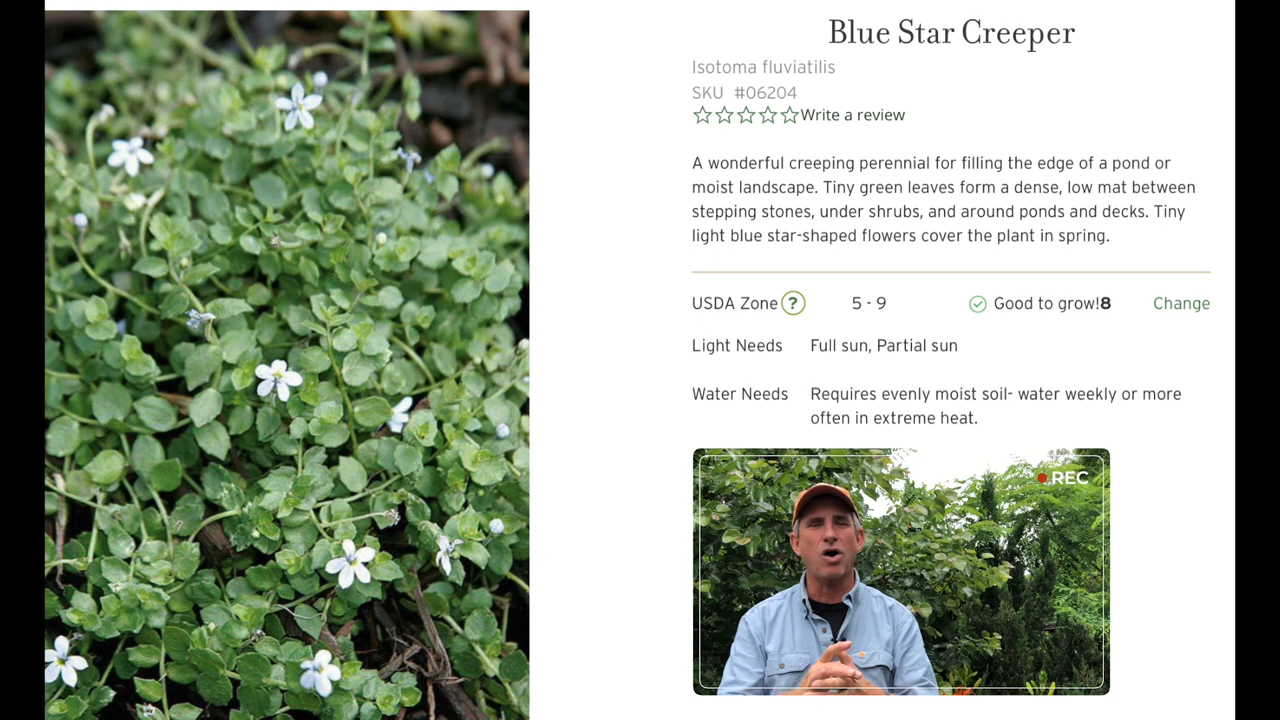 Blue Star Creeper
Isotoma fluviatilis
SKU #06204
Write a review
A wonderful creeping perennial for filling the edge of a pond or
moist landscape. Tiny green leaves form a dense, low mat between
stepping stones, under shrubs, and around ponds and decks. Tiny
light blue star-shaped flowers cover the plant in spring.
USDA Zone ? 5 - 9 Good to grow!8 Change
Light Needs Full sun, Partial sun
Water Needs Requires evenly moist soil- water weekly or more
often in extreme heat.
REC